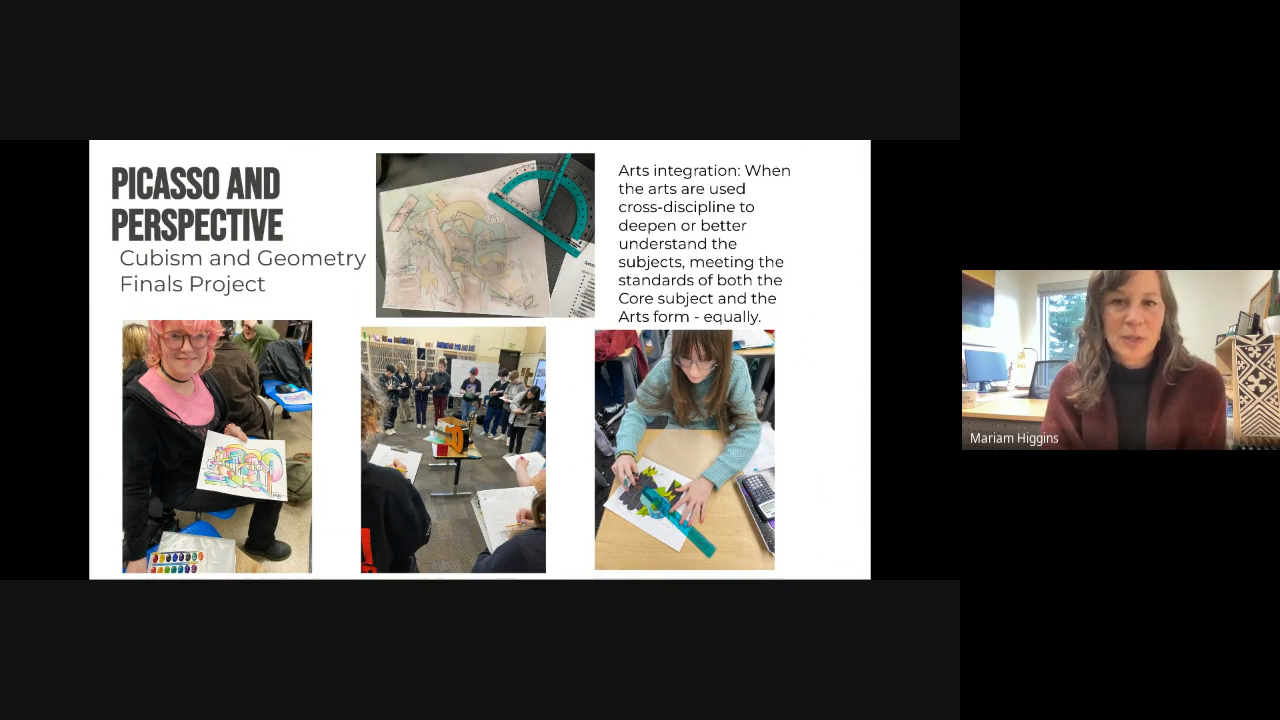 PICASSO AND
PERSPECTIVE
Cubism and Geometry
Finals Project
Arts integration: When
the arts are used
cross-discipline to
deepen or better
understand the
subjects, meeting the
standards of both the
Core subject and the
Arts form - equally.
Mariam Higgins